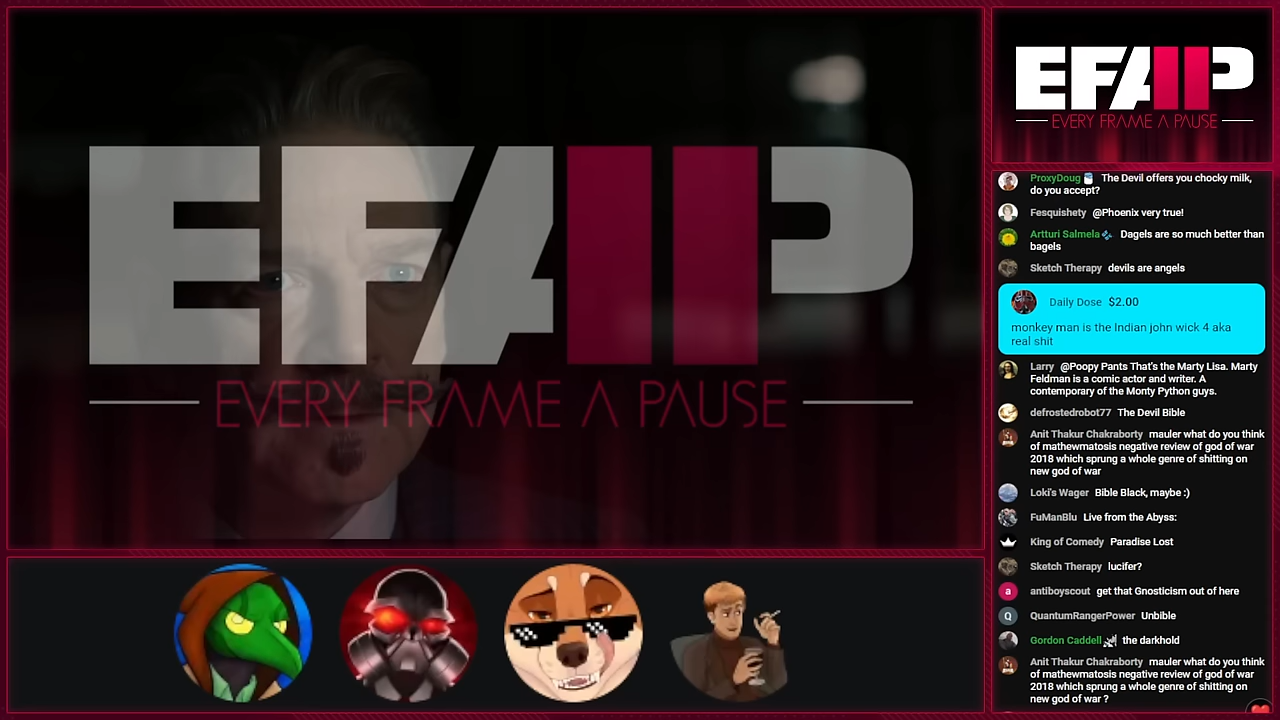 EFAP
EVERY FRAME A PAUSE
EFAP
EVERY FRAME A PAUSE
ProxyDoug The Devil offers you chocky milk,
do you accept?
Fesquishety @Phoenix very true!
Artturi Salmela Dagels are so much better than
bagels
Sketch Therapy devils are angels
Daily Dose $2.00
monkey man is the Indian john wick 4 aka
real shit
Larry @Poopy Pants That's the Marty Lisa. Marty
Feldman is a comic actor and writer. A
contemporary of the Monty Python guys.
defrostedrobot77 The Devil Bible
Anit Thakur Chakraborty mauler what do you think
of mathewmatosis negative review of god of war
2018 which sprung a whole genre of shitting on
new god of war
Loki's Wager Bible Black, maybe :)
FuManBlu Live from the Abyss:
King of Comedy Paradise Lost
Sketch Therapy lucifer?
a antiboyscout get that Gnosticism out of here
Q QuantumRangerPower Unbible
Gordon Caddell the darkhold
Anit Thakur Chakraborty mauler what do you think
of mathewmatosis negative review of god of war
2018 which sprung a whole genre of shitting on
new god of war ?